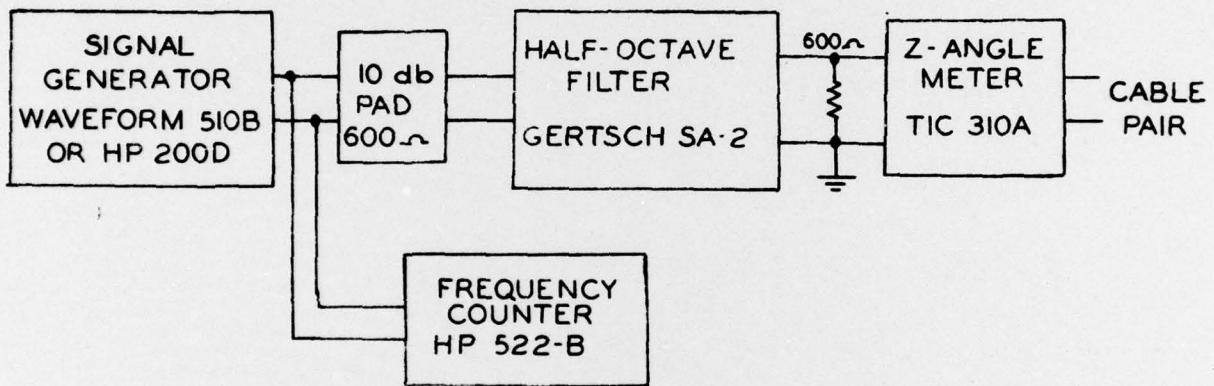 SIGNAL
GENERATOR
WAVEFORM 510B
OR HP 200D
10 db
PAD
600Ω
HALF-OCTAVE
FILTER
GERTSCH SA-2
600Ω
Z-ANGLE
METER
TIC 310A
CABLE
PAIR
FREQUENCY
COUNTER
HP 522-B